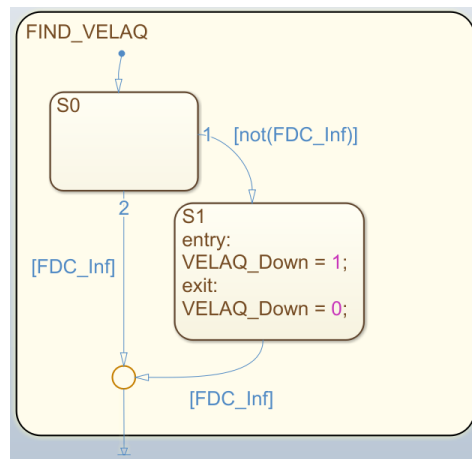 FIND_VELAQ
S0
1
[not(FDC_Inf)]
2
S1
entry:
VELAQ_Down = 1;
exit:
VELAQ_Down = 0;
[FDC_Inf]
[FDC_Inf]